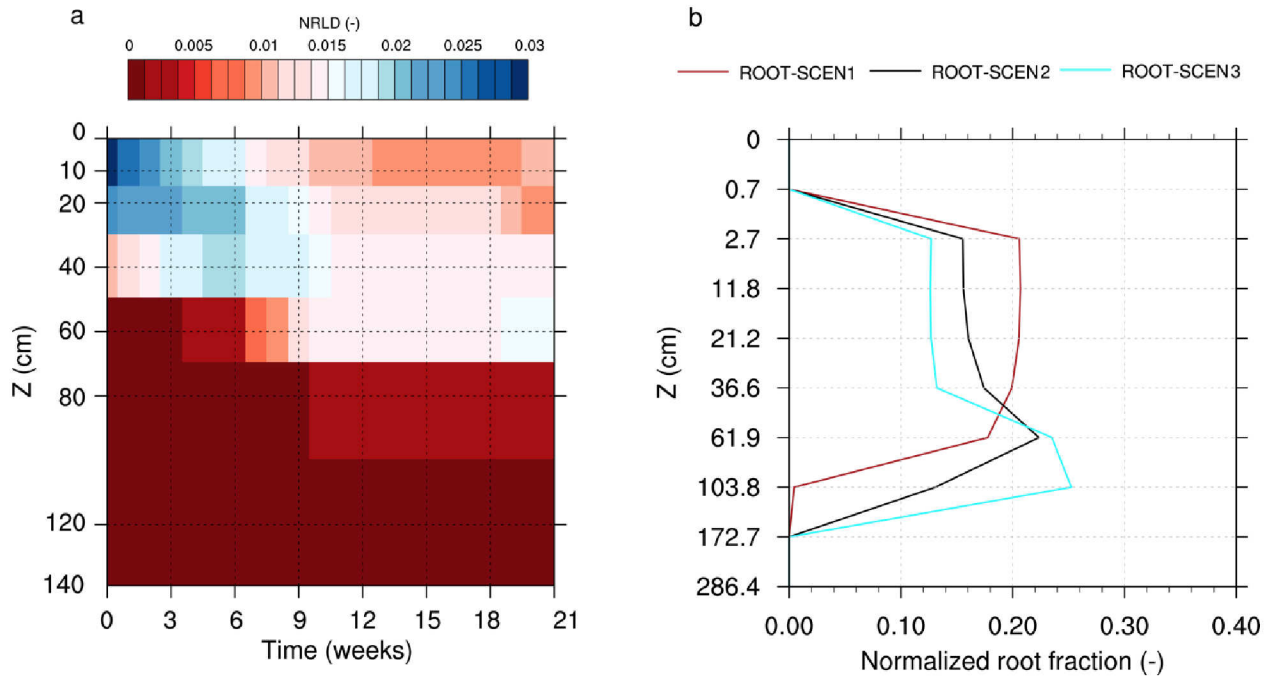 a
NRLD (-)
0 0.005 0.01 0.015 0.02 0.025 0.03
0
10
20
40
60
80
120
140
Z (cm)
0 3 6 9 12 15 18 21
Time (weeks)
b
ROOT-SCEN1 ROOT-SCEN2 ROOT-SCEN3
0
0.7
2.7
11.8
21.2
36.6
61.9
103.8
172.7
286.4
Z (cm)
0.00 0.10 0.20 0.30 0.40
Normalized root fraction (-)